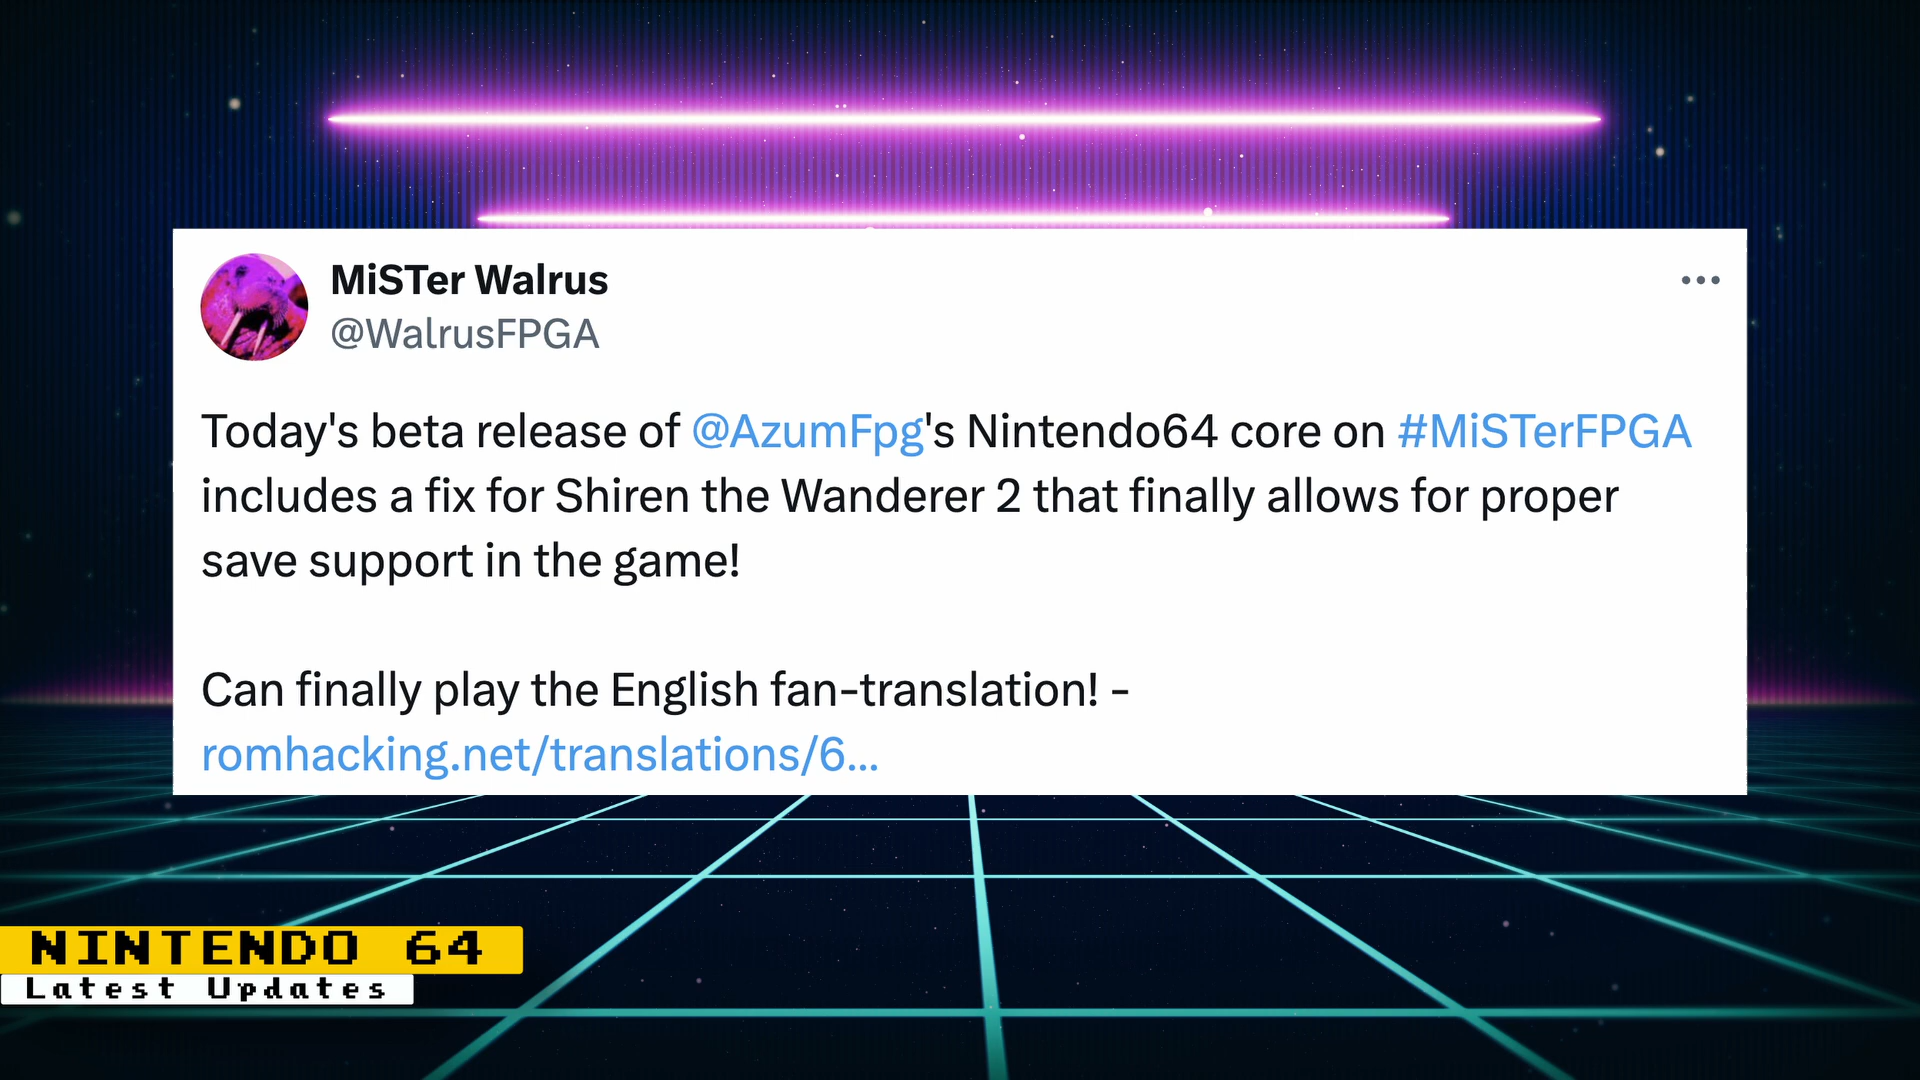 MiSTer Walrus
@WalrusFPGA
Today's beta release of @AzumFpg's Nintendo64 core on #MiSTerFPGA
includes a fix for Shiren the Wanderer 2 that finally allows for proper
save support in the game!
Can finally play the English fan-translation! -
romhacking.net/translations/6...
NINTENDO 64
Latest Updates